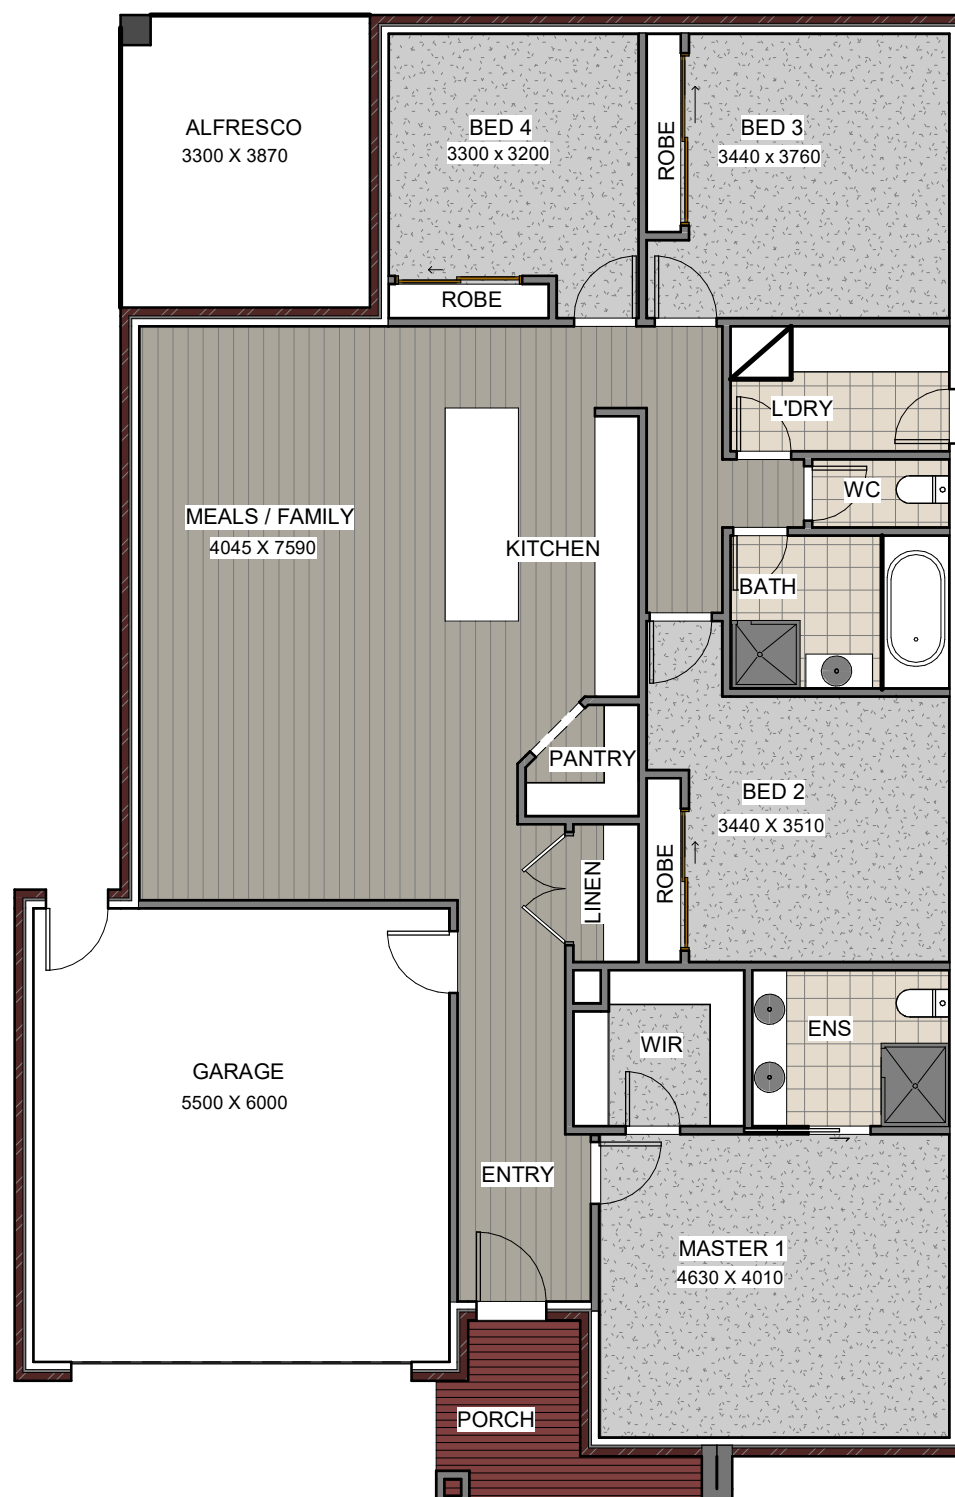 ALFRESCO
3300 X 3870
BED 4
3300 x 3200
ROBE
BED 3
3440 x 3760
ROBE
L'DRY
WC
MEALS / FAMILY
4045 X 7590
KITCHEN
BATH
PANTRY
BED 2
3440 X 3510
ROBE
LINEN
GARAGE
5500 X 6000
WIR
ENS
ENTRY
MASTER 1
4630 X 4010
PORCH